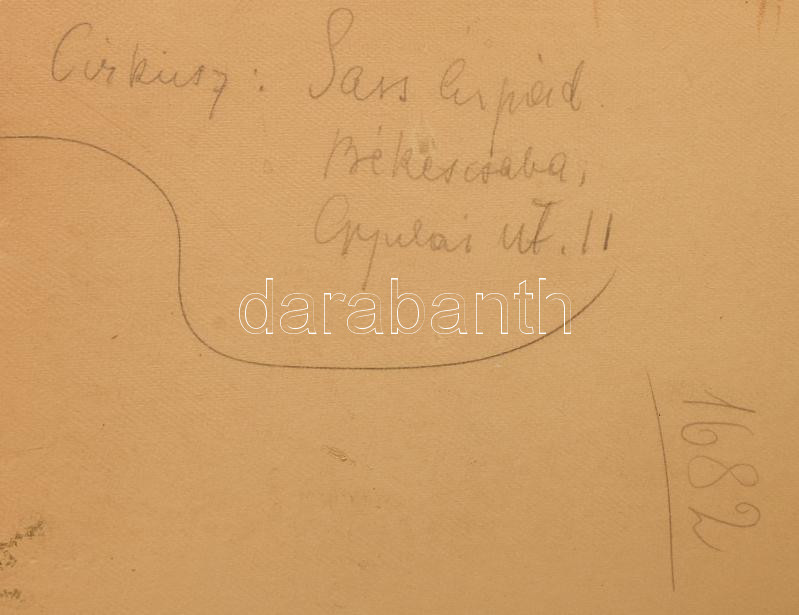 Cirkusz: Sass Árpád.
Békéscsaba,
Gyulai út. 11
darabanth
1682